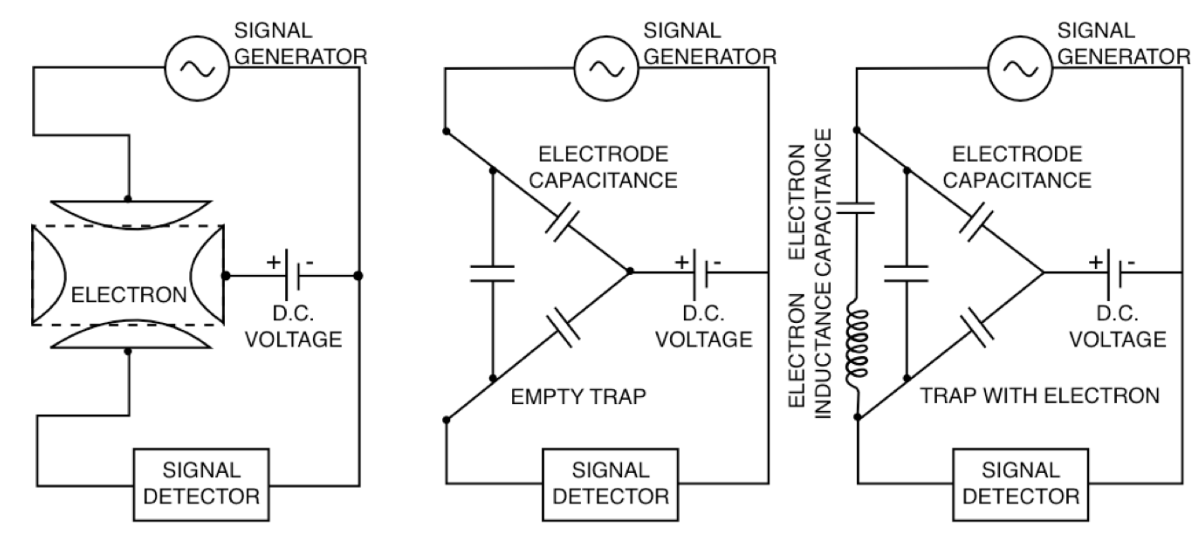 SIGNAL
GENERATOR
ELECTRON
+ -
D.C.
VOLTAGE
SIGNAL
DETECTOR
SIGNAL
GENERATOR
ELECTRODE
CAPACITANCE
+ -
D.C.
VOLTAGE
EMPTY TRAP
SIGNAL
DETECTOR
SIGNAL
GENERATOR
ELECTRON ELECTRON
INDUCTANCE CAPACITANCE
ELECTRODE
CAPACITANCE
+ -
D.C.
VOLTAGE
TRAP WITH ELECTRON
SIGNAL
DETECTOR